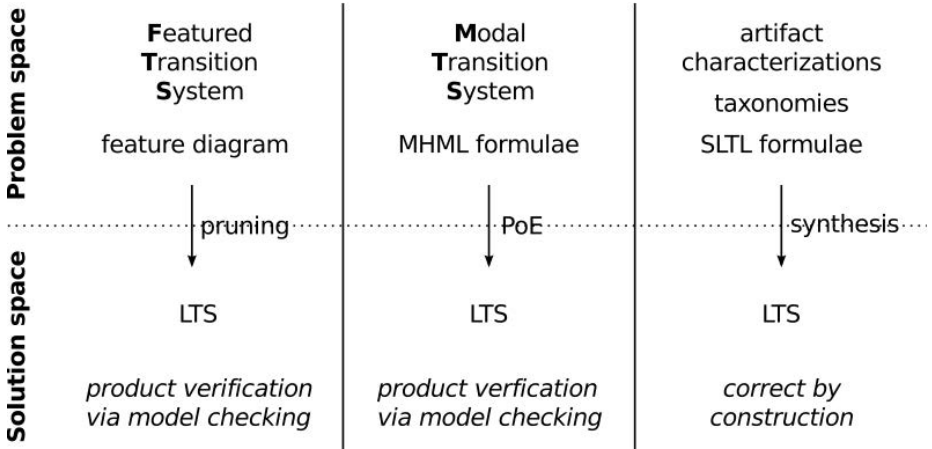 Problem space
Featured
Transition
System
feature diagram
pruning
Modal
Transition
System
MHML formulae
PoE
artifact
characterizations
taxonomies
SLTL formulae
synthesis
Solution space
LTS
product verification
via model checking
LTS
product verfication
via model checking
LTS
correct by
construction